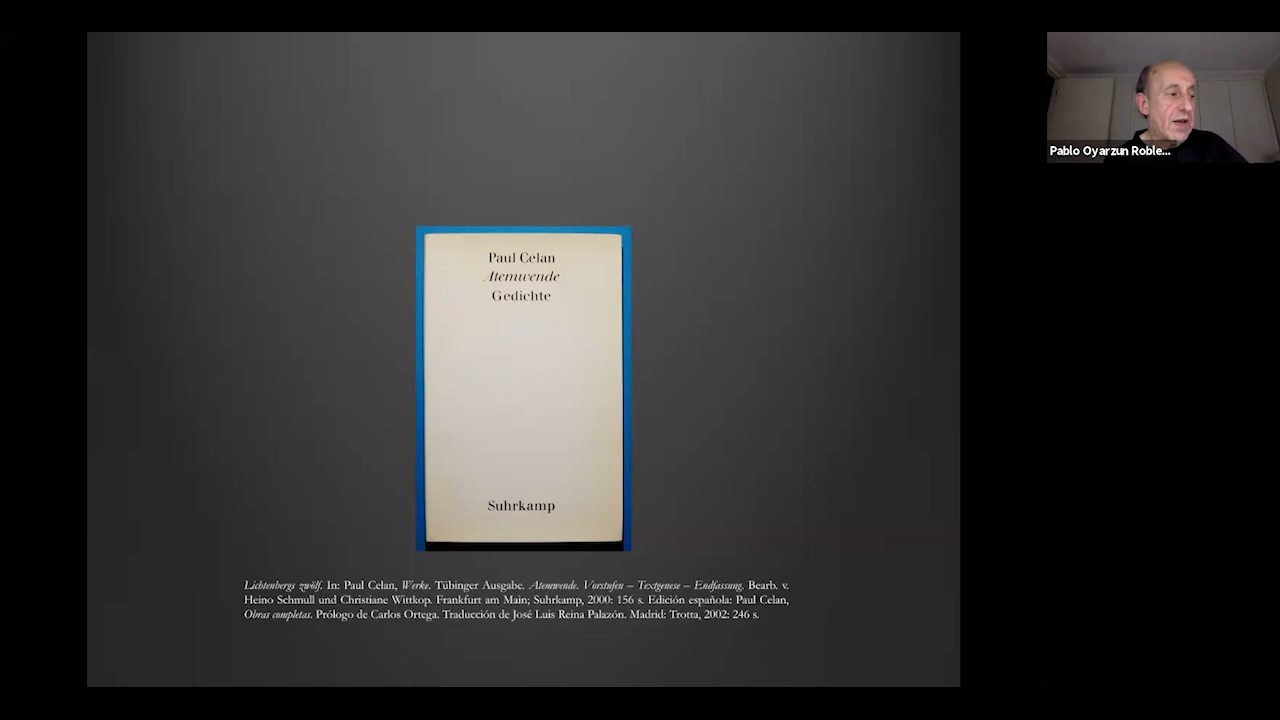 Paul Celan
Atemwende
Gedichte
Suhrkamp
Lichtenbergs zwölf. In: Paul Celan, Werke. Tübinger Ausgabe. Atemwende. Vorstufen – Textgenese – Endfassung. Bearb. v.
Heino Schmull und Christiane Wittkop. Frankfurt am Main; Suhrkamp, 2000: 156 s. Edición española: Paul Celan,
Obras completas. Prólogo de Carlos Ortega. Traducción de José Luis Reina Palazón. Madrid: Trotta, 2002: 246 s.
Pablo Oyarzun Roble...